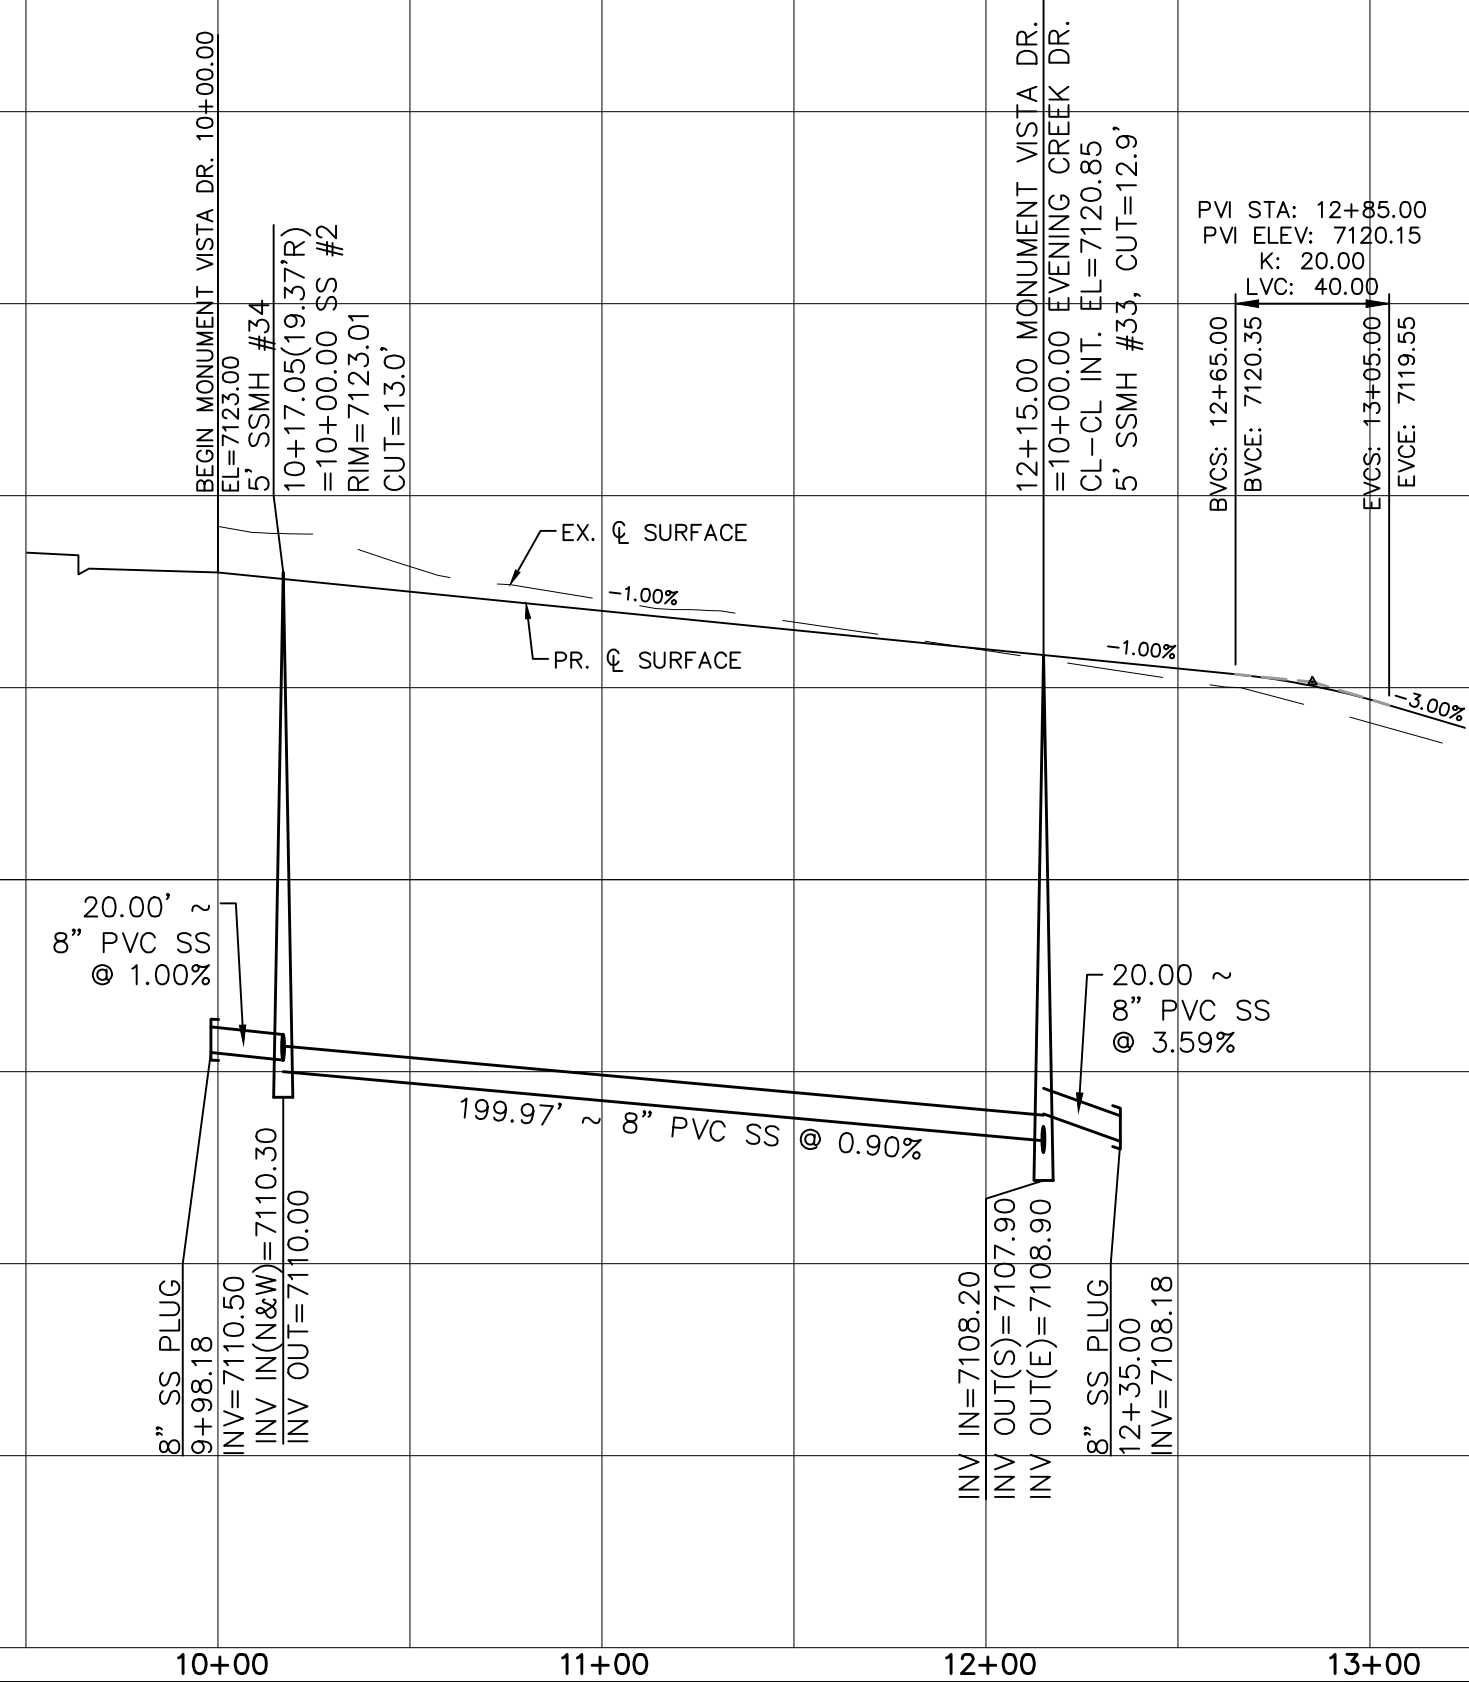 BEGIN MONUMENT VISTA DR. 10+00.00
EL=7123.00
5' SSMH #34
10+17.05(19.37'R)
=10+00.00 SS #2
RIM=7123.01
CUT=13.0'
12+15.00 MONUMENT VISTA DR.
=10+00.00 EVENING CREEK DR.
CL-CL INT. EL=7120.85
5' SSMH #33, CUT=12.9'
PVI STA: 12+85.00
PVI ELEV: 7120.15
K: 20.00
LVC: 40.00
BVCS: 12+65.00
BVCE: 7120.35
EVCS: 13+05.00
EVCE: 7119.55
EX. ℄ SURFACE
-1.00%
PR. ℄ SURFACE
-1.00%
-3.00%
20.00' ~
8" PVC SS
@ 1.00%
20.00 ~
8" PVC SS
@ 3.59%
199.97' ~ 8" PVC SS @ 0.90%
8" SS PLUG
9+98.18
INV=7110.50
INV IN(N&W)=7110.30
INV OUT=7110.00
INV IN=7108.20
INV OUT(S)=7107.90
INV OUT(E)=7108.90
8" SS PLUG
12+35.00
INV=7108.18
10+00 11+00 12+00 13+00